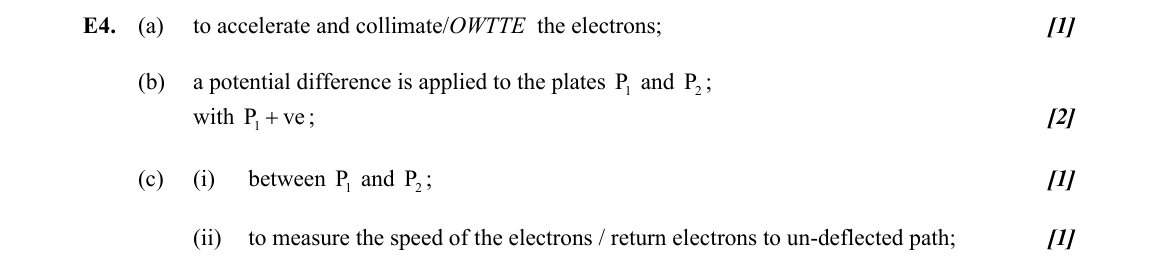 E4. (a) to accelerate and collimate/OWTTE the electrons; [1]
(b) a potential difference is applied to the plates P₁ and P₂;
with P₁ + ve; [2]
(c) (i) between P₁ and P₂; [1]
(ii) to measure the speed of the electrons / return electrons to un-deflected path; [1]